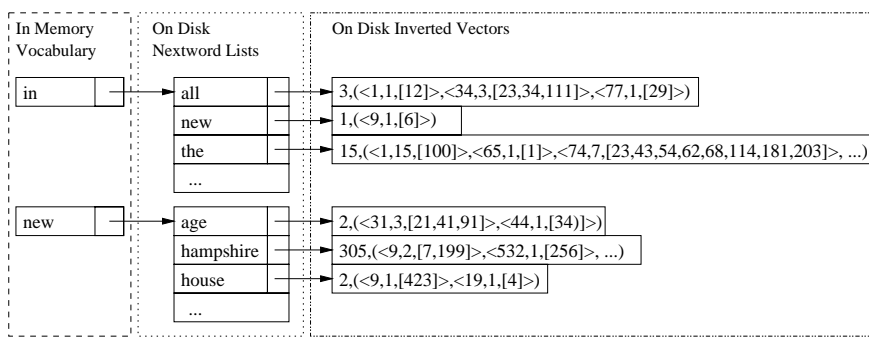 In Memory
Vocabulary
On Disk
Nextword Lists
On Disk Inverted Vectors
in
all
3,(<1,1,[12]>,<34,3,[23,34,111]>,<77,1,[29]>)
new
1,(<9,1,[6]>)
the
15,(<1,15,[100]>,<65,1,[1]>,<74,7,[23,43,54,62,68,114,181,203]>, ...)
...
new
age
2,(<31,3,[21,41,91]>,<44,1,[34)]>)
hampshire
305,(<9,2,[7,199]>,<532,1,[256]>, ...)
house
2,(<9,1,[423]>,<19,1,[4]>)
...